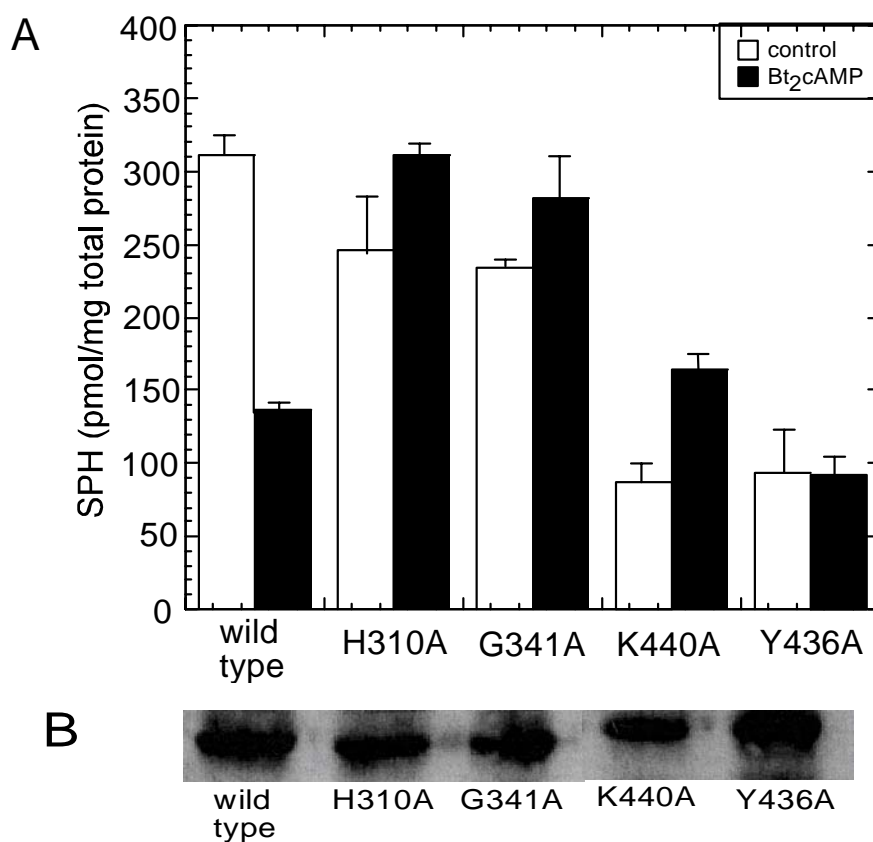 A
400
350
300
250
200
150
100
50
0
SPH (pmol/mg total protein)
control
Bt2cAMP
wild type
H310A
G341A
K440A
Y436A
B
wild type
H310A
G341A
K440A
Y436A